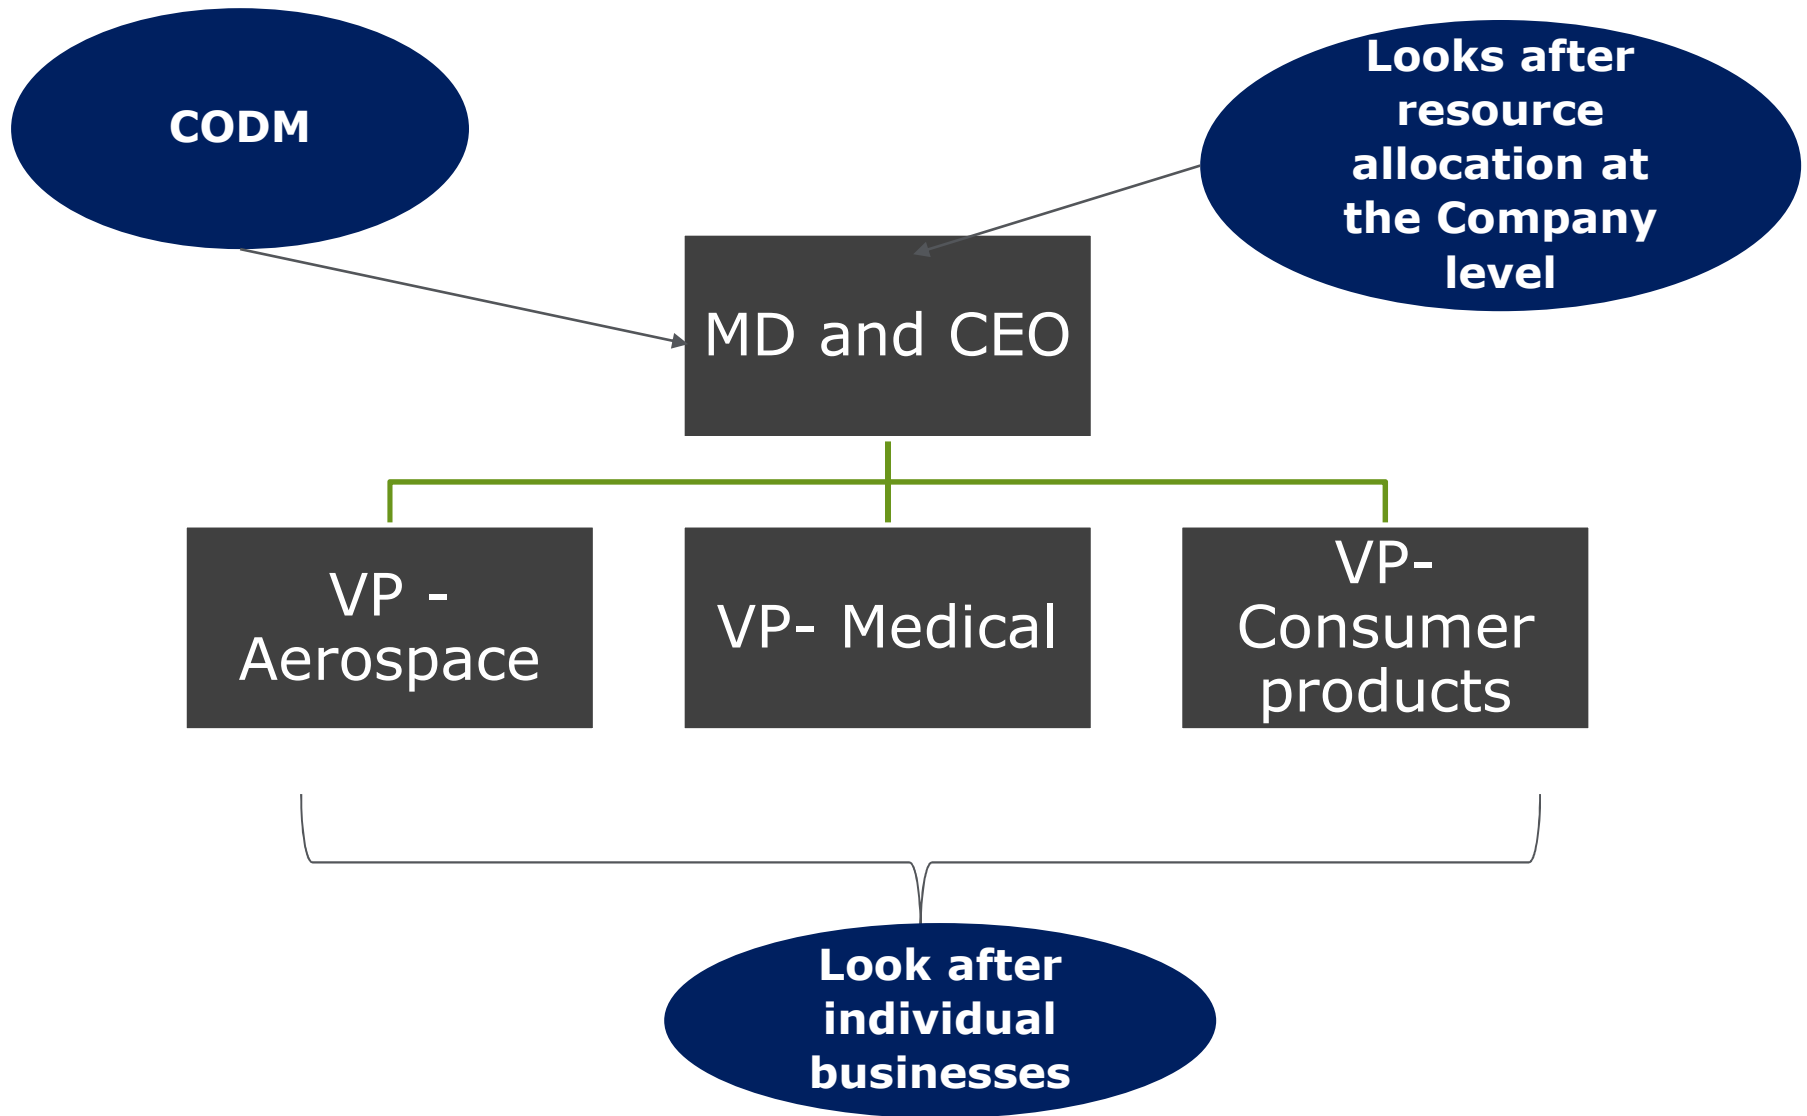 CODM
Looks after
resource
allocation at
the Company
level
MD and CEO
VP -
Aerospace
VP- Medical
VP-
Consumer
products
Look after
individual
businesses